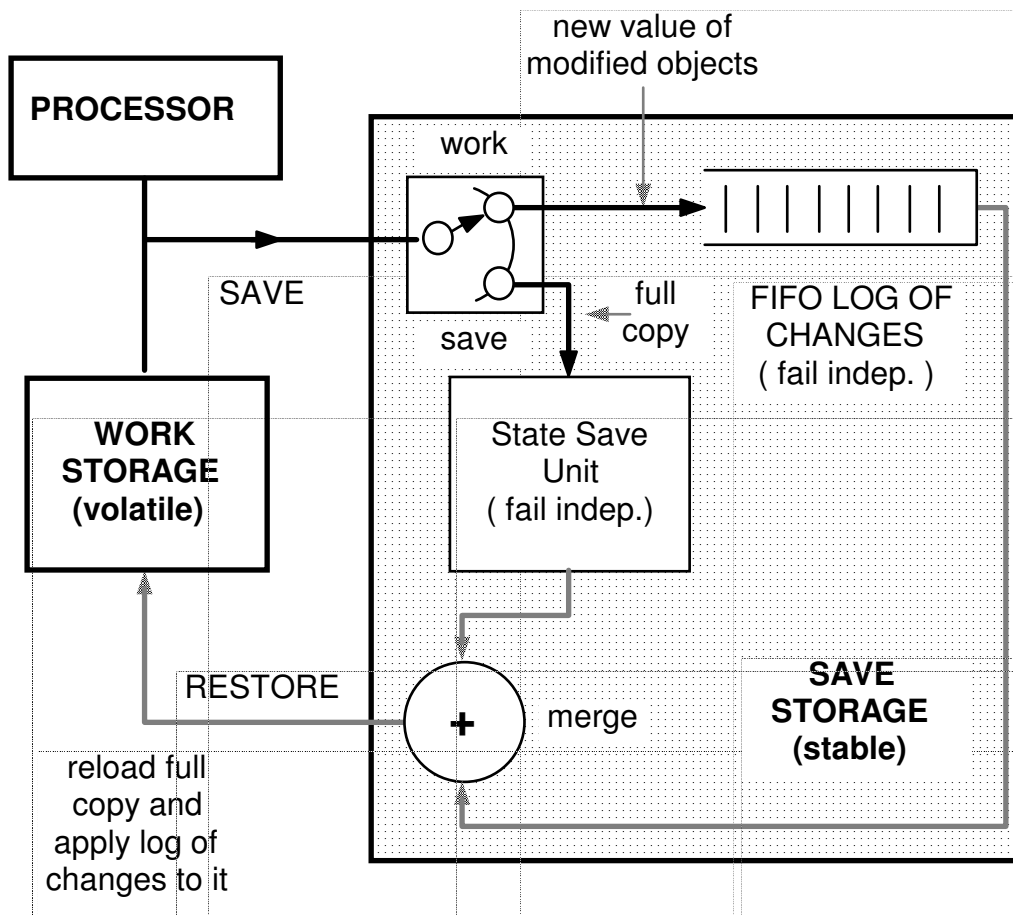 new value of
modified objects
PROCESSOR
work
SAVE
save
full
copy
FIFO LOG OF
CHANGES
( fail indep. )
WORK
STORAGE
(volatile)
State Save
Unit
( fail indep.)
RESTORE
+
merge
SAVE
STORAGE
(stable)
reload full
copy and
apply log of
changes to it